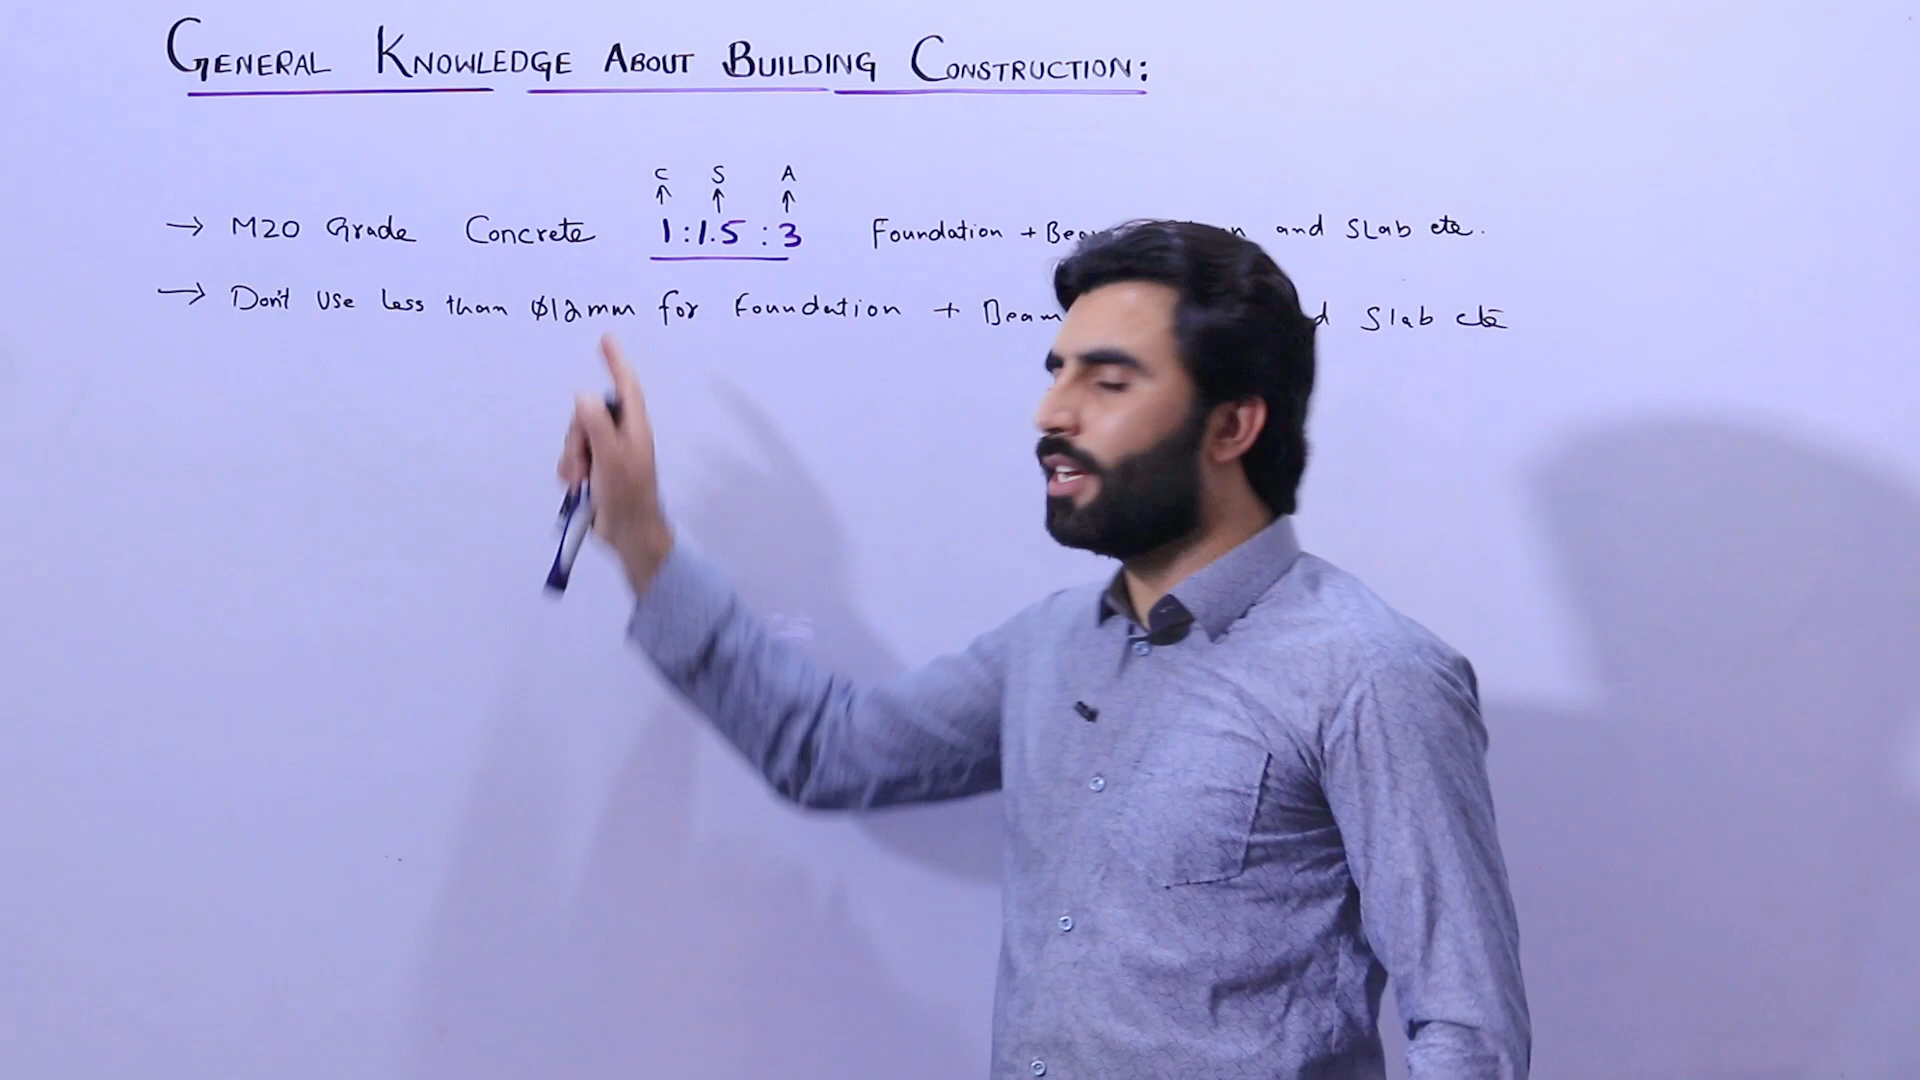 GENERAL KNOWLEDGE ABOUT BUILDING CONSTRUCTION:
C S A
→ M20 Grade Concrete 1:1.5:3 Foundation + and Slab etc.
→ Don't Use Less than φ12mm for Foundation + Beam Slab etc